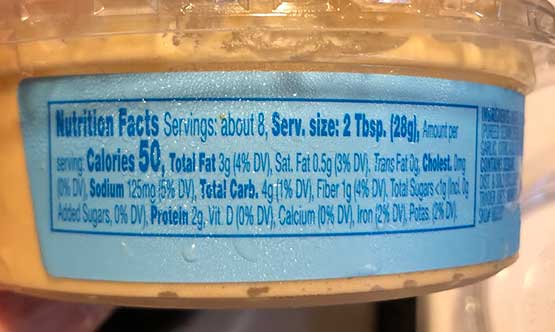 Nutrition Facts Servings: about 8, Serv. size: 2 Tbsp. (28g), Amount per
serving: Calories 50, Total Fat 3g (4% DV), Sat. Fat 0.5g (3% DV), Trans Fat 0g, Cholest. 0mg
(0% DV), Sodium 125mg (5% DV), Total Carb. 4g (1% DV), Fiber 1g (4% DV), Total Sugars <1g (Incl. 0g
Added Sugars, 0% DV), Protein 2g, Vit. D (0% DV), Calcium (0% DV), Iron (2% DV), Potas. (2% DV).